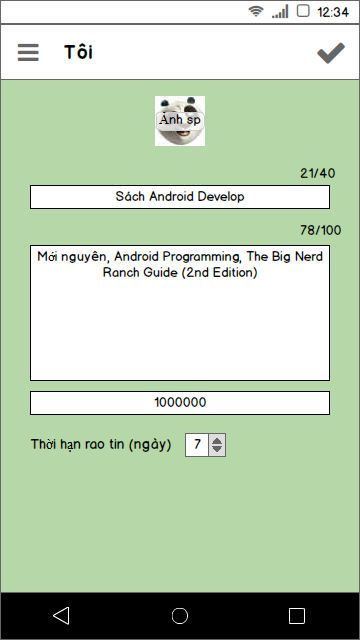 12:34
Tôi
Ảnh sp
21/40
Sách Android Develop
78/100
Mới nguyên, Android Programming, The Big Nerd
Ranch Guide (2nd Edition)
1000000
Thời hạn rao tin (ngày) 7